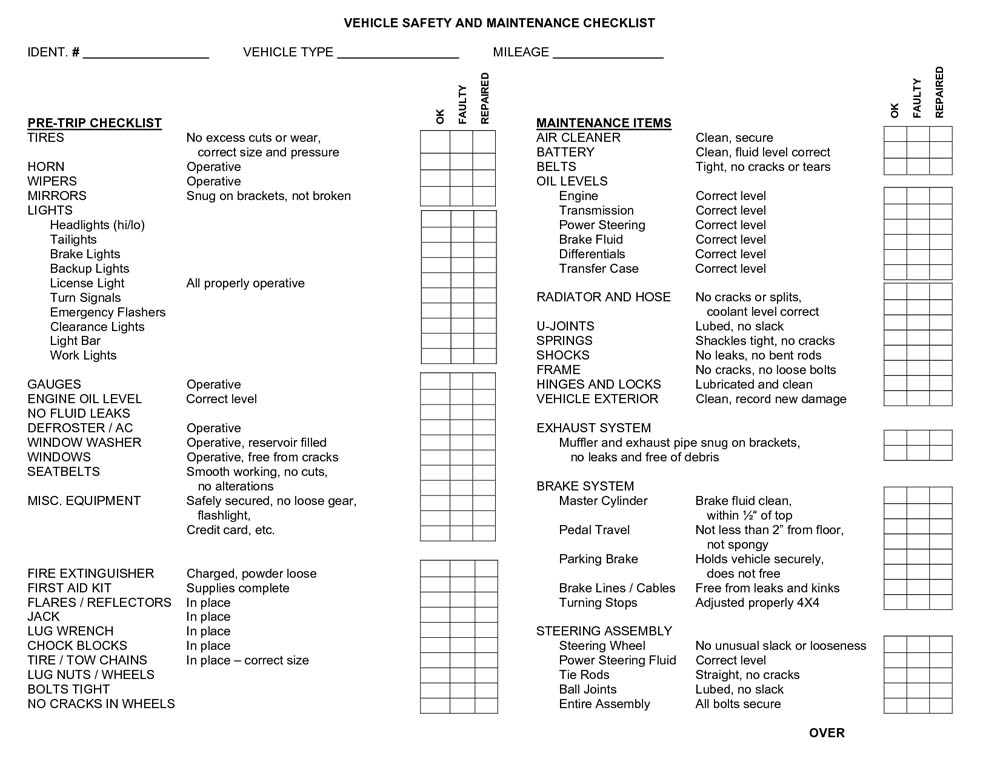 VEHICLE SAFETY AND MAINTENANCE CHECKLIST
IDENT. # ____________________ VEHICLE TYPE ____________________ MILEAGE ____________________
OK FAULTY REPAIRED
PRE-TRIP CHECKLIST
TIRES No excess cuts or wear,
correct size and pressure
HORN Operative
WIPERS Operative
MIRRORS Snug on brackets, not broken
LIGHTS
Headlights (hi/lo)
Tailights
Brake Lights
Backup Lights
License Light All properly operative
Turn Signals
Emergency Flashers
Clearance Lights
Light Bar
Work Lights
GAUGES Operative
ENGINE OIL LEVEL Correct level
NO FLUID LEAKS
DEFROSTER / AC Operative
WINDOW WASHER Operative, reservoir filled
WINDOWS Operative, free from cracks
SEATBELTS Smooth working, no cuts,
no alterations
MISC. EQUIPMENT Safely secured, no loose gear,
flashlight,
Credit card, etc.
FIRE EXTINGUISHER Charged, powder loose
FIRST AID KIT Supplies complete
FLARES / REFLECTORS In place
JACK In place
LUG WRENCH In place
CHOCK BLOCKS In place
TIRE / TOW CHAINS In place – correct size
LUG NUTS / WHEELS
BOLTS TIGHT
NO CRACKS IN WHEELS
OK FAULTY REPAIRED
MAINTENANCE ITEMS
AIR CLEANER Clean, secure
BATTERY Clean, fluid level correct
BELTS Tight, no cracks or tears
OIL LEVELS
Engine Correct level
Transmission Correct level
Power Steering Correct level
Brake Fluid Correct level
Differentials Correct level
Transfer Case Correct level
RADIATOR AND HOSE No cracks or splits,
coolant level correct
U-JOINTS Lubed, no slack
SPRINGS Shackles tight, no cracks
SHOCKS No leaks, no bent rods
FRAME No cracks, no loose bolts
HINGES AND LOCKS Lubricated and clean
VEHICLE EXTERIOR Clean, record new damage
EXHAUST SYSTEM
Muffler and exhaust pipe snug on brackets,
no leaks and free of debris
BRAKE SYSTEM
Master Cylinder Brake fluid clean,
within ½“ of top
Pedal Travel Not less than 2” from floor,
not spongy
Parking Brake Holds vehicle securely,
does not free
Brake Lines / Cables Free from leaks and kinks
Turning Stops Adjusted properly 4X4
STEERING ASSEMBLY
Steering Wheel No unusual slack or looseness
Power Steering Fluid Correct level
Tie Rods Straight, no cracks
Ball Joints Lubed, no slack
Entire Assembly All bolts secure
OVER